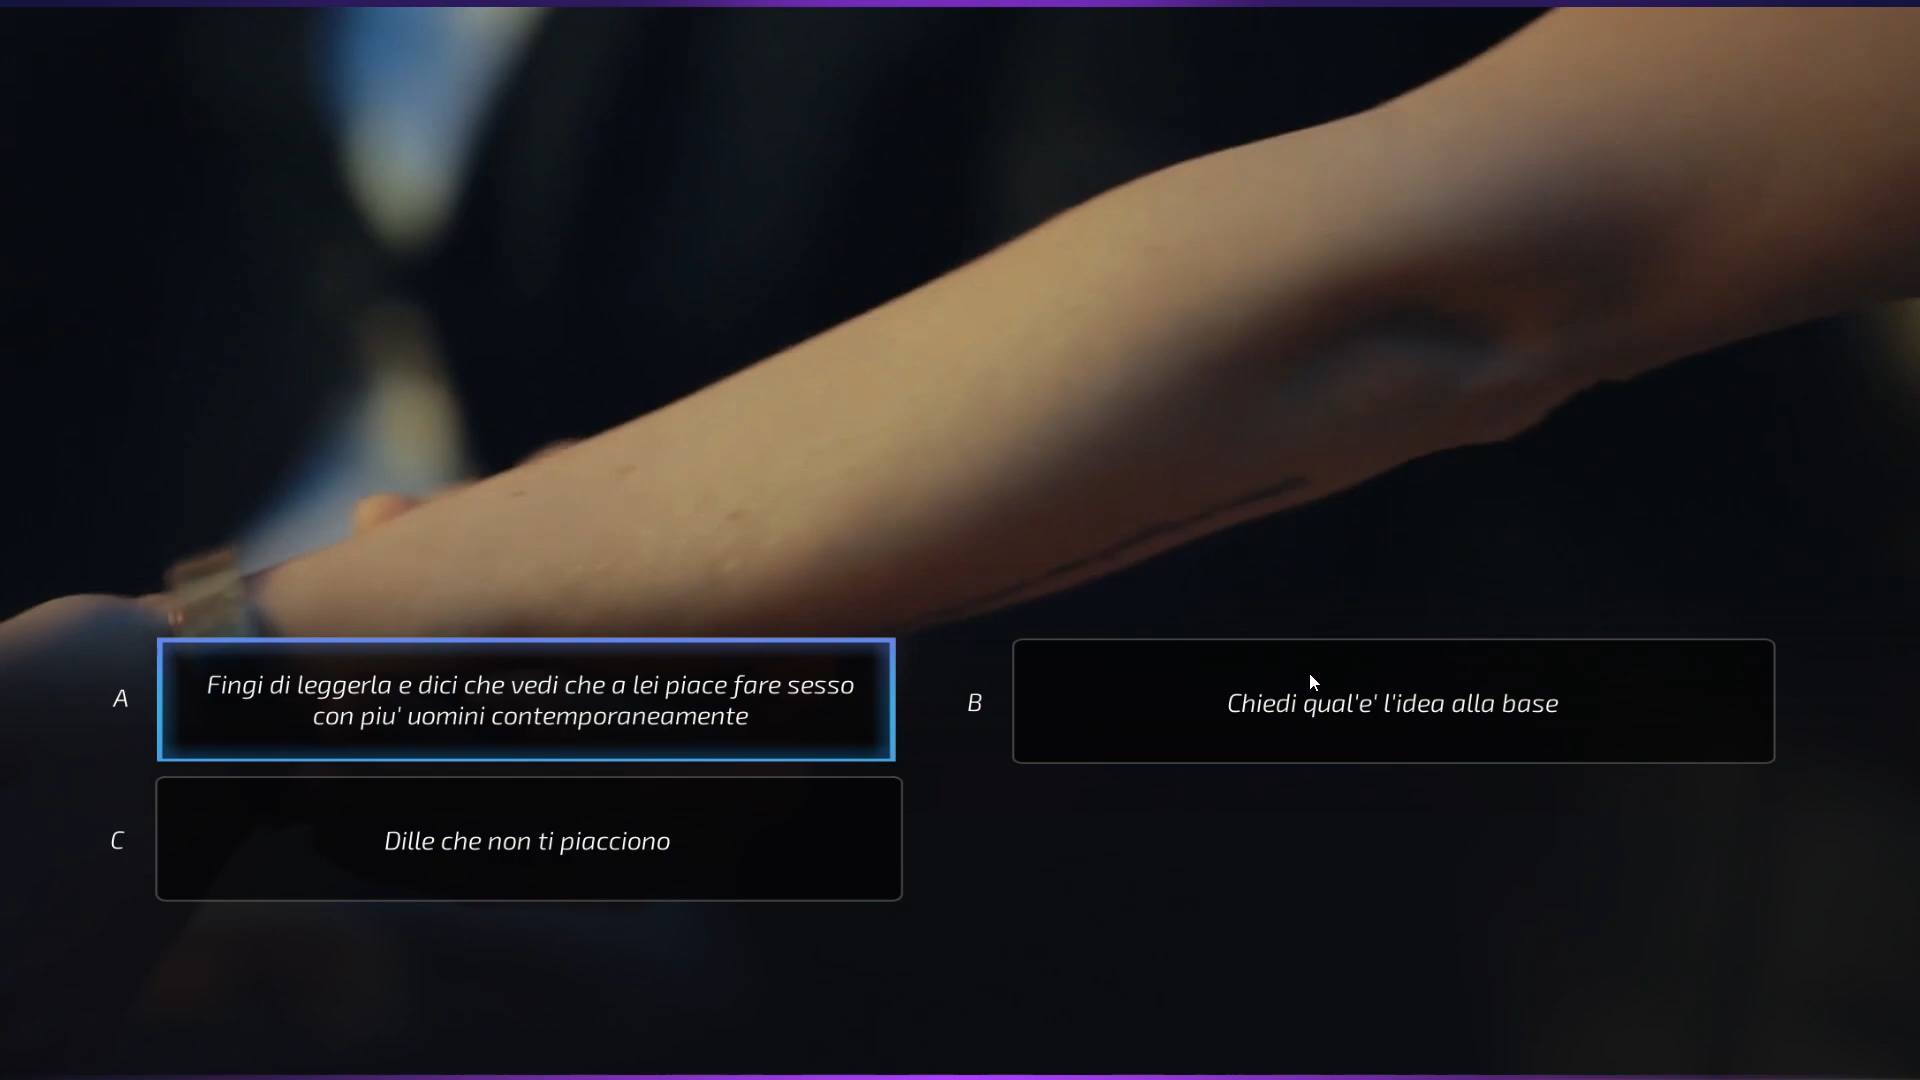 A
Fingi di leggerla e dici che vedi che a lei piace fare sesso
con piu' uomini contemporaneamente
B
Chiedi qual'e' l'idea alla base
C
Dille che non ti piacciono